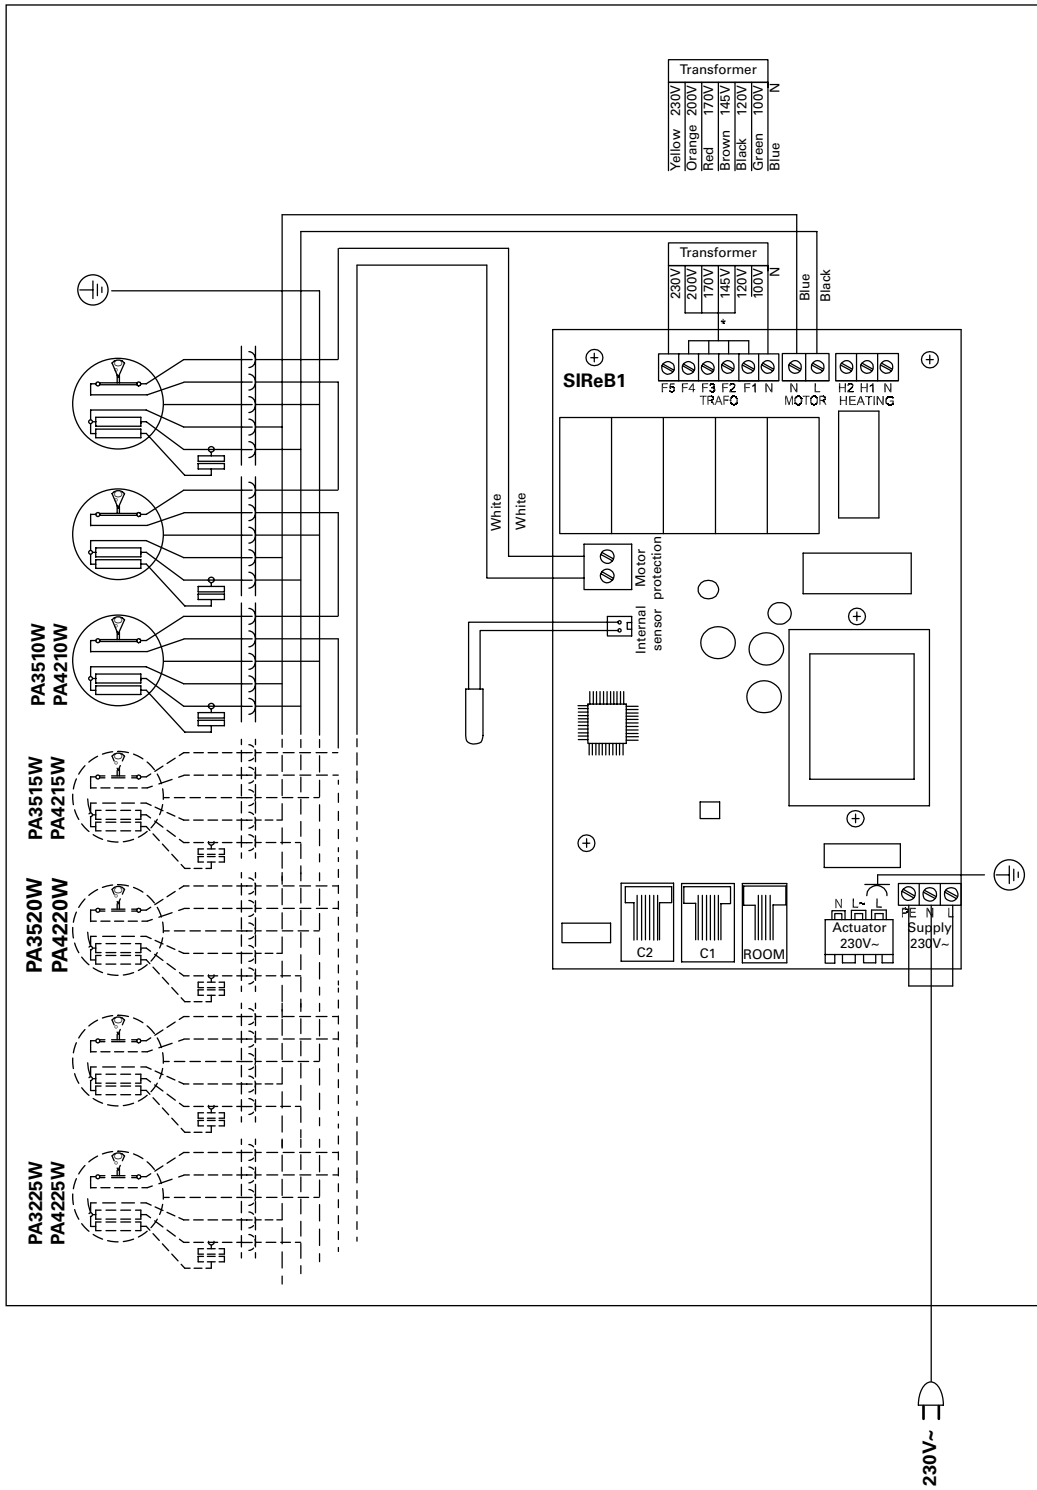 Transformer
Yellow 230V
Orange 200V
Red 170V
Brown 145V
Black 120V
Green 100V
Blue N
Transformer
230V
200V
170V
145V
120V
100V
N
*
Blue
Black
SIReB1
F5 F4 F3 F2 F1 N
TRAFO
N L
MOTOR
H2 H1 N
HEATING
White
White
Motor
protection
Internal
sensor
PA3510W
PA4210W
PA3515W
PA4215W
PA3520W
PA4220W
PA3225W
PA4225W
C2
C1
ROOM
N L~ L
Actuator
230V~
PE N L
Supply
230V~
230V~